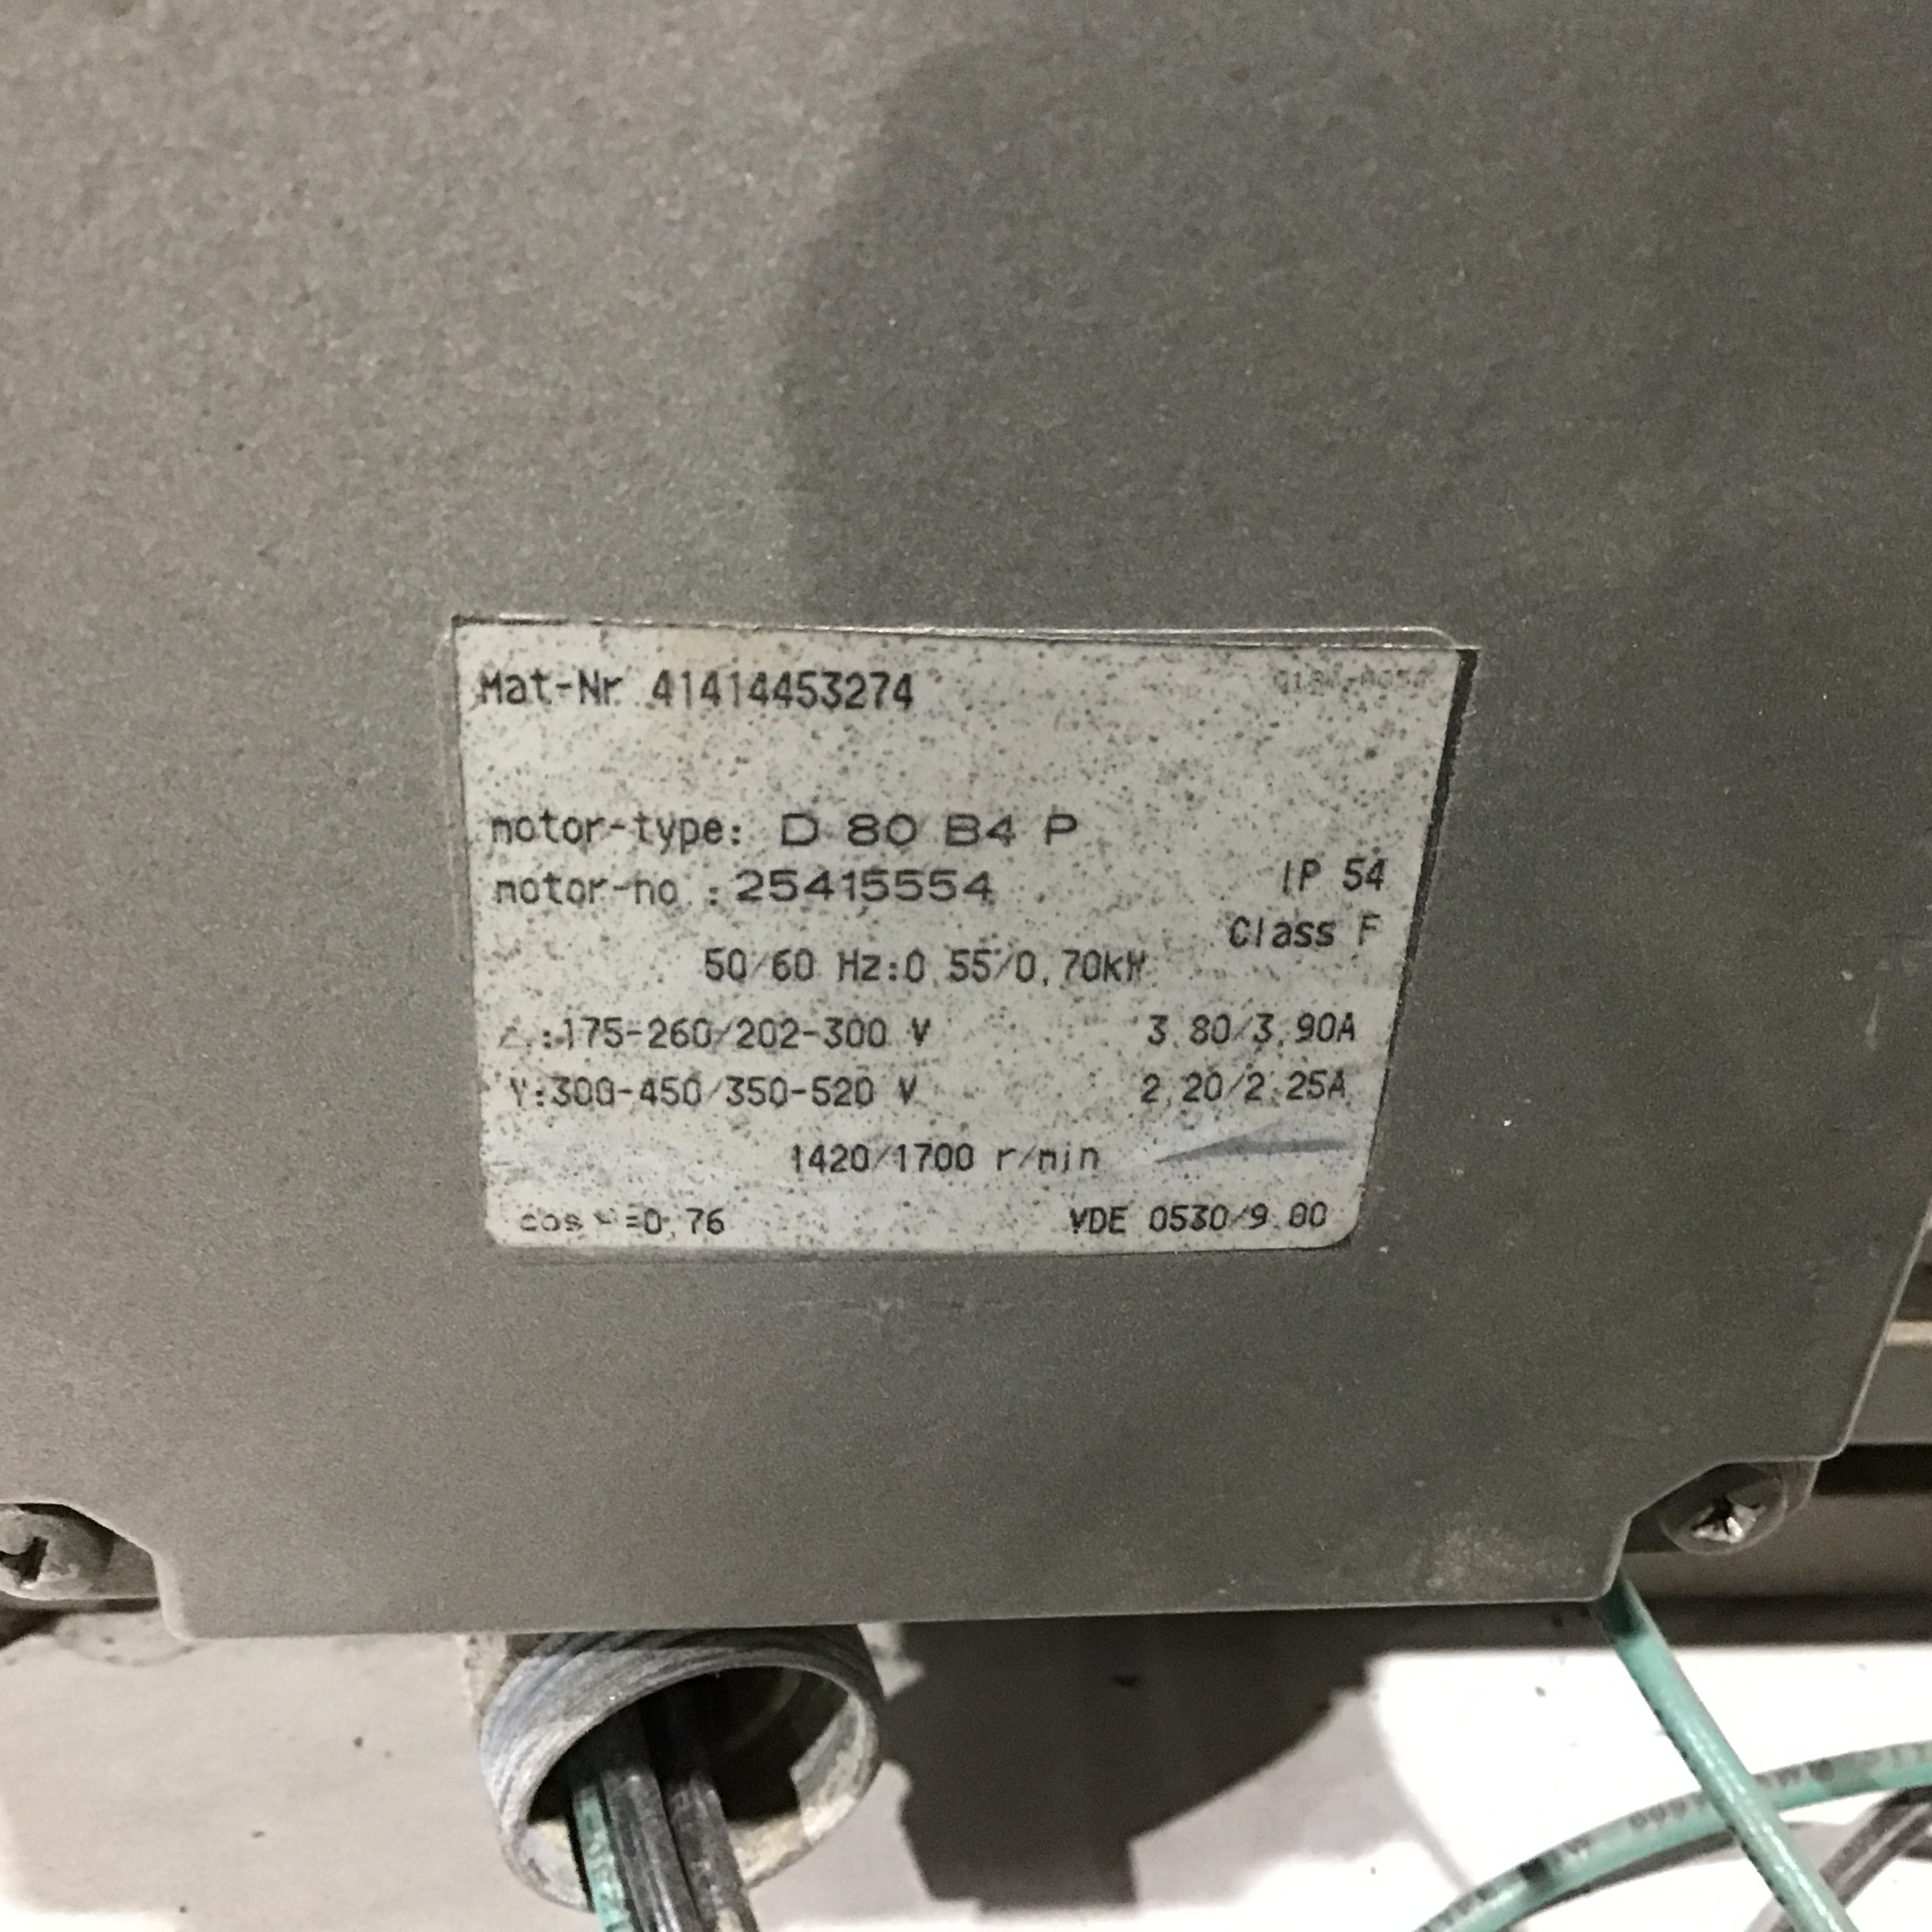 Mat-Nr 41414453274
motor-type: D 80 B4 P
motor-no.: 25415554
IP 54
Class F
50/60 Hz:0,55/0,70kW
△:175-260/202-300 V 3,80/3,90A
Y:300-450/350-520 V 2,20/2,25A
1420/1700 r/min
cos φ=0,76 VDE 0530/9.00